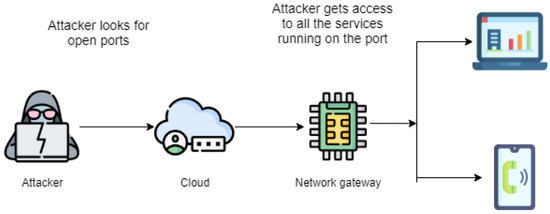 Attacker looks for
open ports
Attacker gets access
to all the services
running on the port
Attacker
Cloud
Network gateway